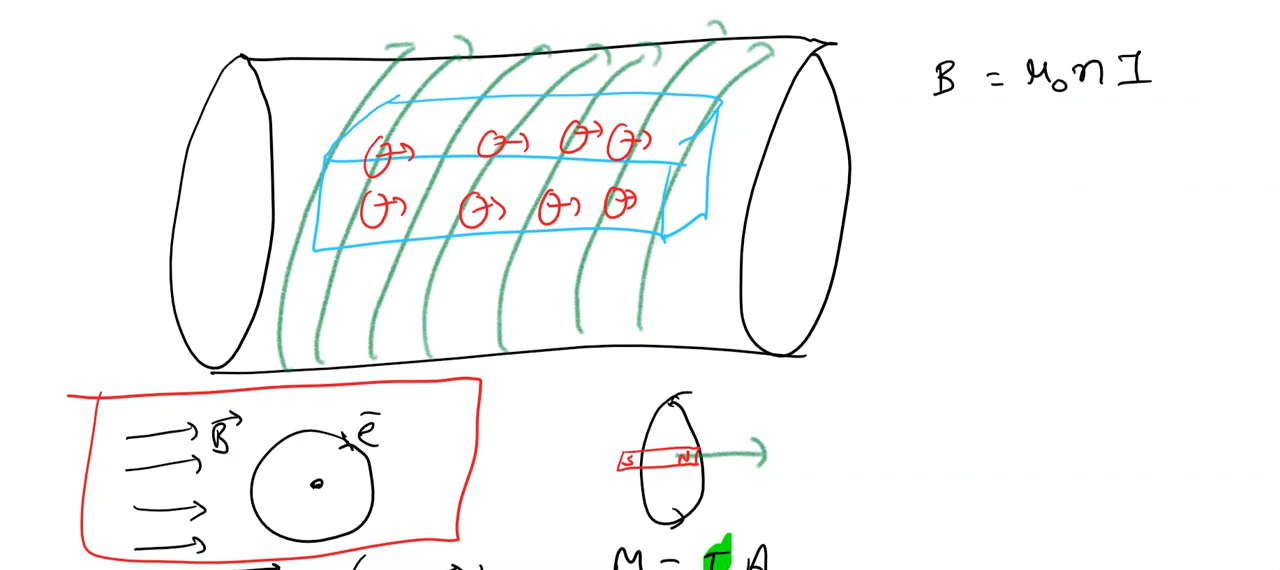 B = μ₀nI
B⃗
e⁻
S N
M = I A